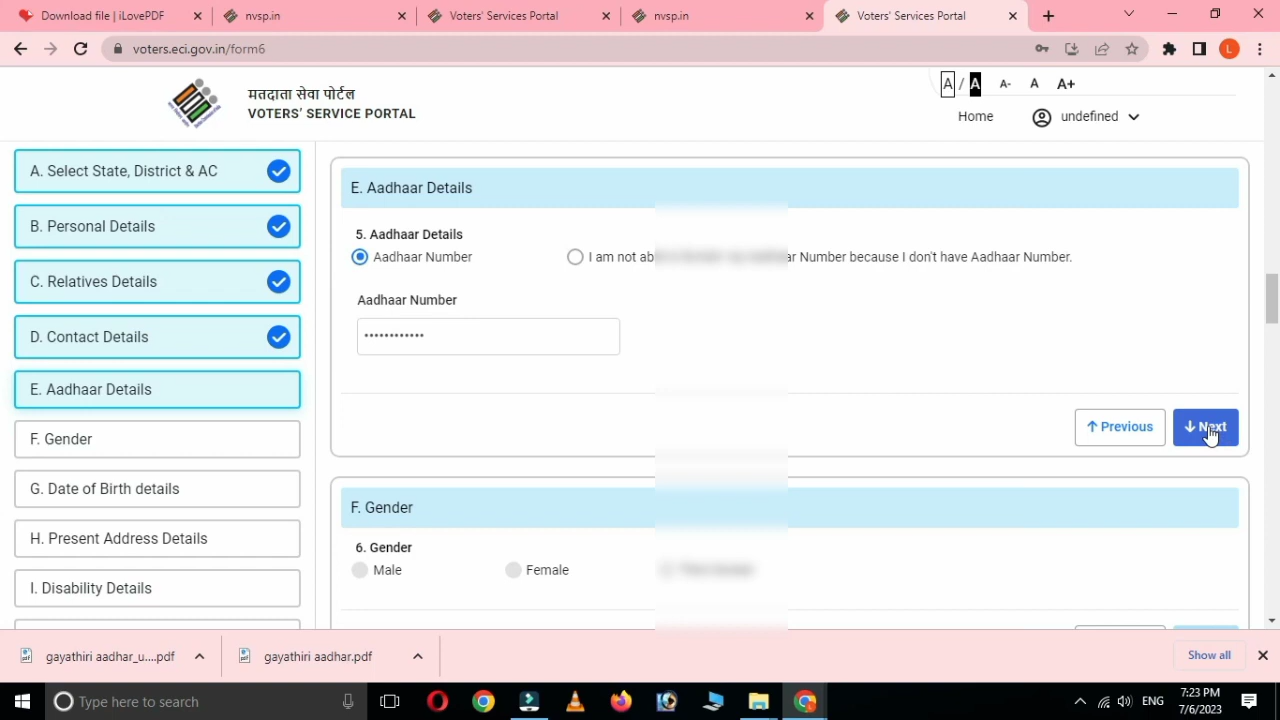 Download file | iLovePDF
nvsp.in
Voters' Services Portal
nvsp.in
Voters' Services Portal
voters.eci.gov.in/form6
L
मतदाता सेवा पोर्टल
VOTERS' SERVICE PORTAL
A / A A- A A+
Home
undefined
A. Select State, District & AC
B. Personal Details
C. Relatives Details
D. Contact Details
E. Aadhaar Details
F. Gender
G. Date of Birth details
H. Present Address Details
I. Disability Details
E. Aadhaar Details
5. Aadhaar Details
Aadhaar Number
I am not Number because I don't have Aadhaar Number.
Aadhaar Number
••••••••••••
Previous
Next
F. Gender
6. Gender
Male
Female
gayathiri aadhar_u....pdf
gayathiri aadhar.pdf
Show all
Type here to search
ENG
7:23 PM
7/6/2023